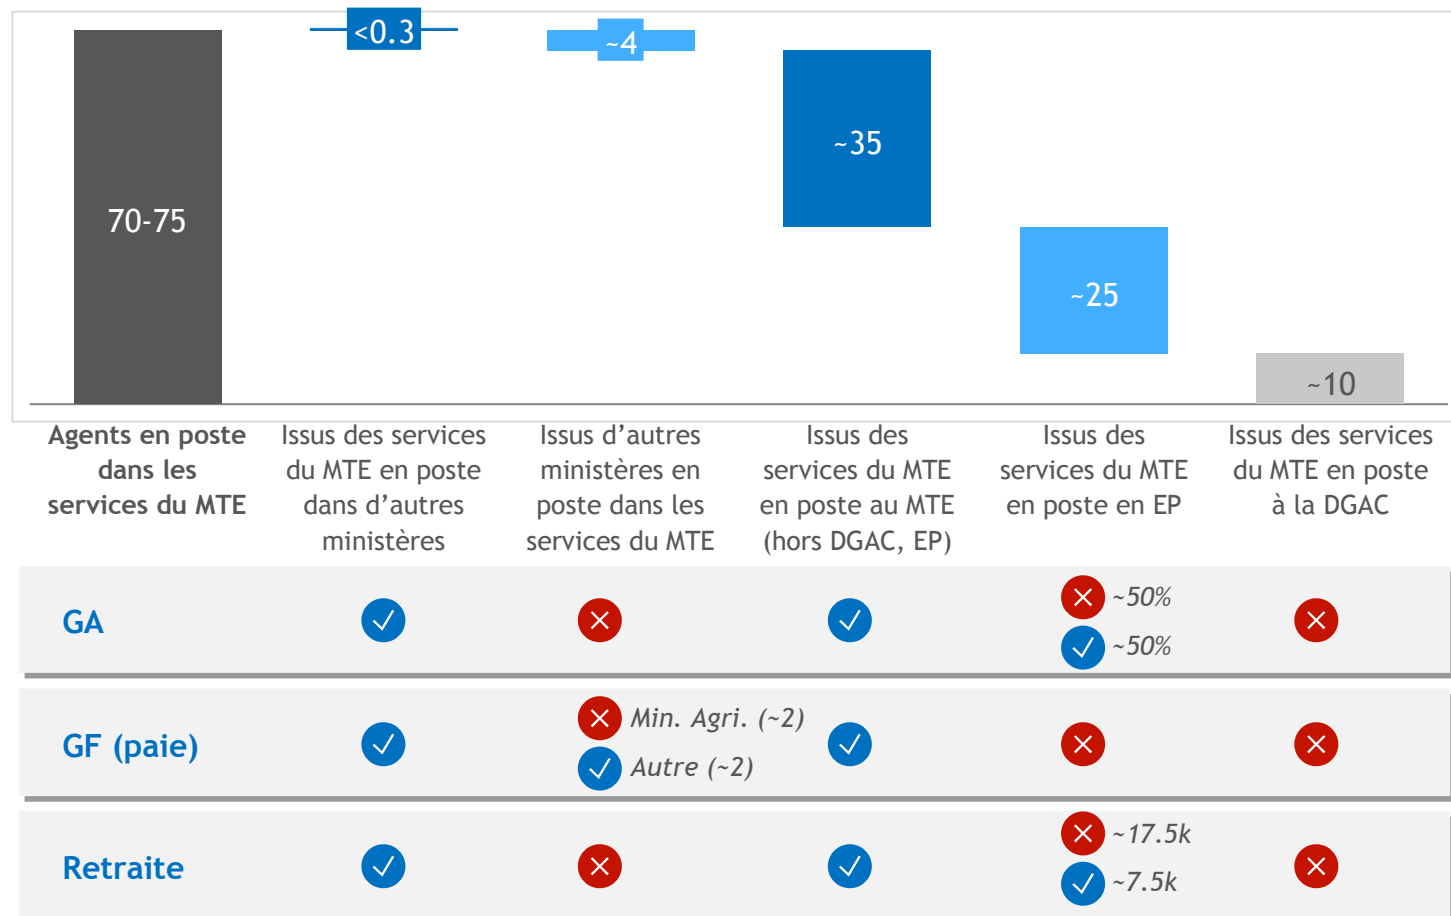 70-75
<0.3
~4
~35
~25
~10
Agents en poste
dans les
services du MTE
Issus des services
du MTE en poste
dans d’autres
ministères
Issus d’autres
ministères en
poste dans les
services du MTE
Issus des
services du MTE
en poste au MTE
(hors DGAC, EP)
Issus des
services du MTE
en poste en EP
Issus des services
du MTE en poste
à la DGAC
GA
~50%
~50%
GF (paie)
Min. Agri. (~2)
Autre (~2)
Retraite
~17.5k
~7.5k